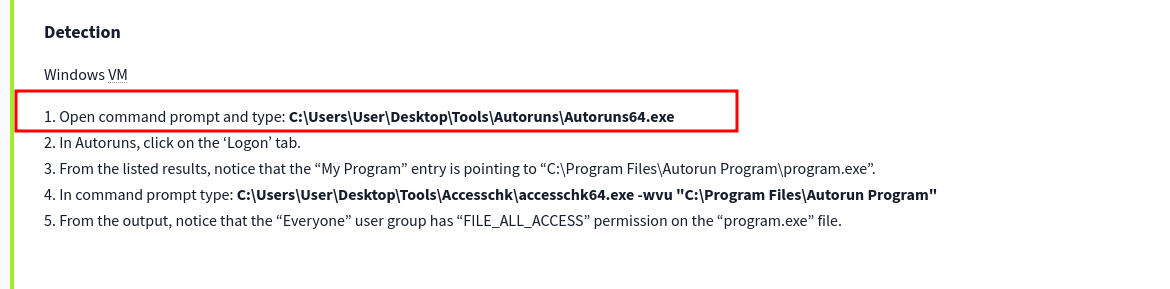 Detection
Windows VM
1. Open command prompt and type: C:\Users\User\Desktop\Tools\Autoruns\Autoruns64.exe
2. In Autoruns, click on the ‘Logon’ tab.
3. From the listed results, notice that the “My Program” entry is pointing to “C:\Program Files\Autorun Program\program.exe”.
4. In command prompt type: C:\Users\User\Desktop\Tools\Accesschk\accesschk64.exe -wvu "C:\Program Files\Autorun Program"
5. From the output, notice that the “Everyone” user group has “FILE_ALL_ACCESS” permission on the “program.exe” file.